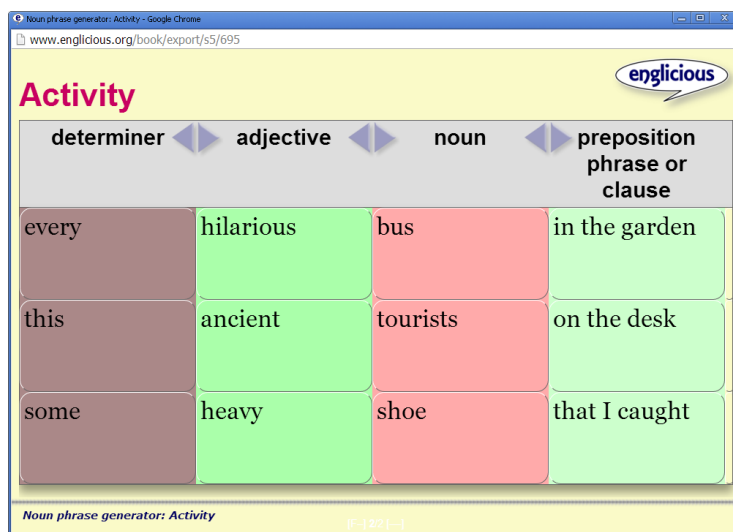 Noun phrase generator: Activity - Google Chrome
www.englicious.org/book/export/s5/695
englicious
Activity
determiner adjective noun preposition
phrase or
clause
every hilarious bus in the garden
this ancient tourists on the desk
some heavy shoe that I caught
Noun phrase generator: Activity